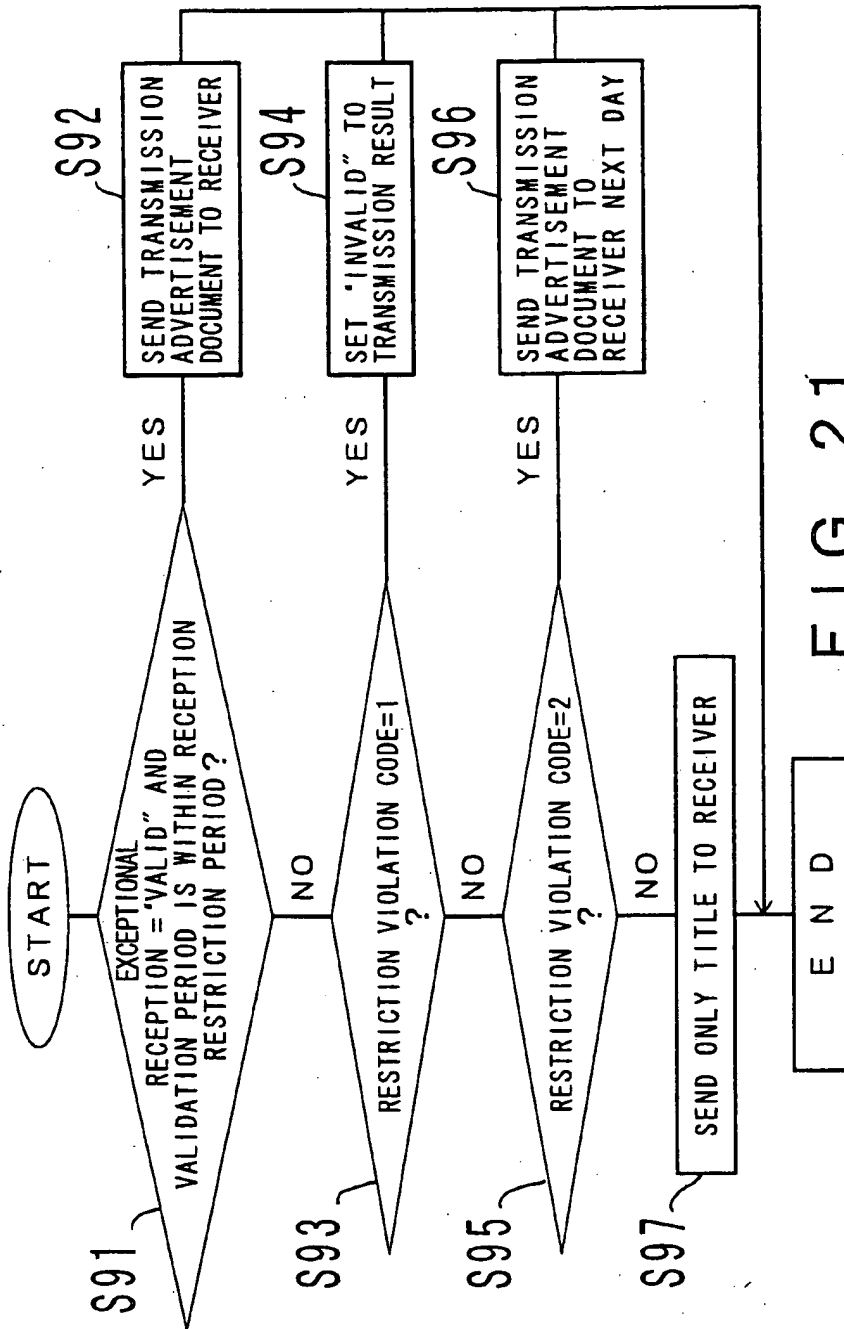 START
S91
EXCEPTIONAL
RECEPTION = "VALID" AND
VALIDATION PERIOD IS WITHIN RECEPTION
RESTRICTION PERIOD?
YES
S92
SEND TRANSMISSION
ADVERTISEMENT
DOCUMENT TO RECEIVER
NO
S93
RESTRICTION VIOLATION CODE=1
?
YES
S94
SET "INVALID" TO
TRANSMISSION RESULT
NO
S95
RESTRICTION VIOLATION CODE=2
?
YES
S96
SEND TRANSMISSION
ADVERTISEMENT
DOCUMENT TO
RECEIVER NEXT DAY
NO
S97
SEND ONLY TITLE TO RECEIVER
END
FIG 21